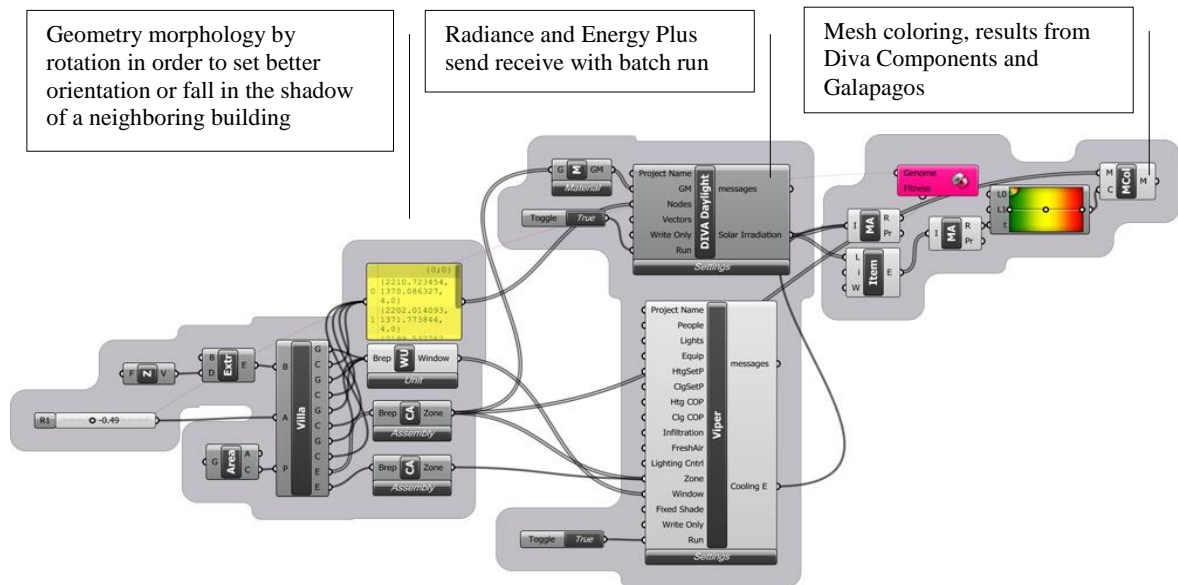 Geometry morphology by
rotation in order to set better
orientation or fall in the shadow
of a neighboring building
Radiance and Energy Plus
send receive with batch run
Mesh coloring, results from
Diva Components and
Galapagos
G M GM
Material
Toggle True
Project Name
GM
Nodes
Vectors
Write Only
Run
DIVA Daylight
messages
Solar Irradiation
Settings
Genome
Fitness
I MA R
Pr
L
i
W
Item
E
I MA R
Pr
L0
L1
t
M
C
MCol
M
{0;0}
0
{2210.723454,
1370.086327,
4.0}
1
{2202.014093,
1371.773844,
4.0}
Brep WU Window
Unit
Brep CA Zone
Assembly
Brep CA Zone
Assembly
F Z V
B
D
Extr
E
R1 -0.49
G Area A
C
B
A
P
Villa
G
C
G
C
G
C
G
C
E
E
Project Name
People
Lights
Equip
HtgSetP
ClgSetP
Htg COP
Clg COP
Infiltration
FreshAir
Lighting Cntrl
Zone
Window
Fixed Shade
Write Only
Run
Viper
messages
Cooling E
Settings
Toggle True